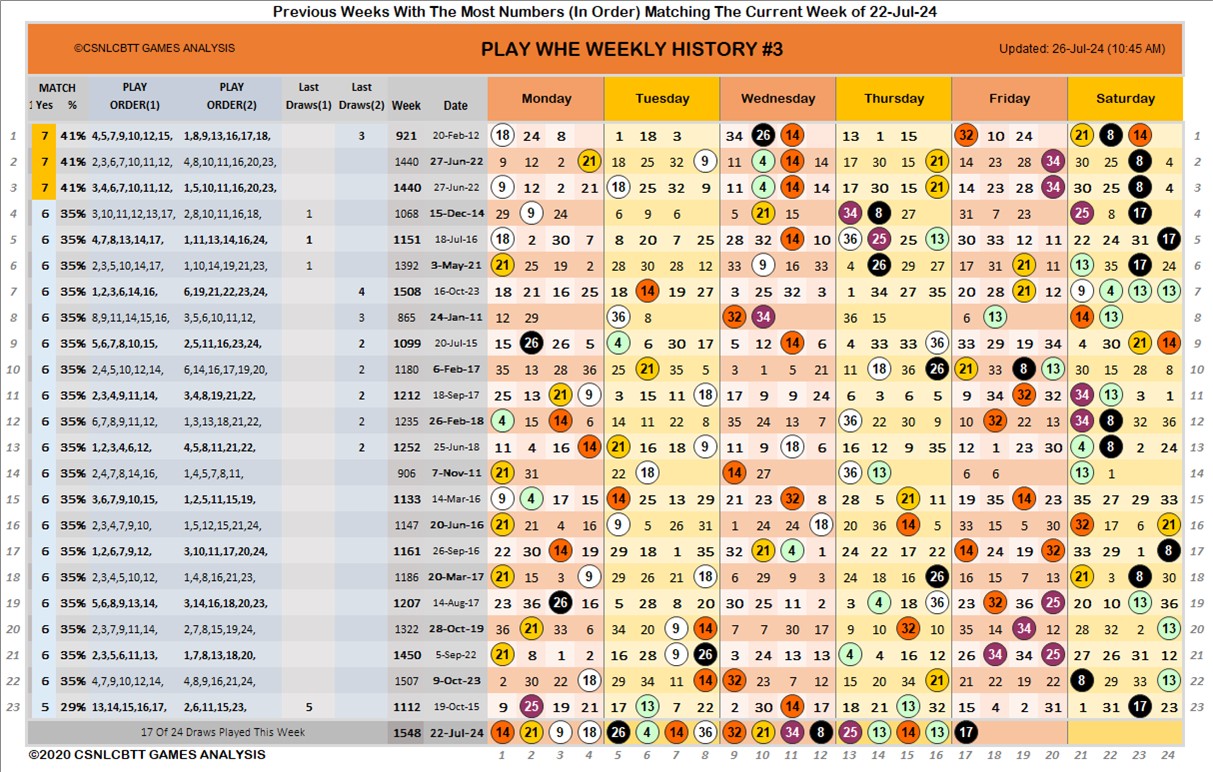 Previous Weeks With The Most Numbers (In Order) Matching The Current Week of 22-Jul-24
©CSNLCBTT GAMES ANALYSIS PLAY WHE WEEKLY HISTORY #3 Updated: 26-Jul-24 (10:45 AM)
MATCH PLAY PLAY Last Last
1 Yes % ORDER(1) ORDER(2) Draws(1) Draws(2) Week Date Monday Tuesday Wednesday Thursday Friday Saturday
1 7 41% 4,5,7,9,10,12,15, 1,8,9,13,16,17,18, 3 921 20-Feb-12 18 24 8 1 18 3 34 26 14 13 1 15 32 10 24 21 8 14 1
2 7 41% 2,3,6,7,10,11,12, 4,8,10,11,16,20,23, 1440 27-Jun-22 9 12 2 21 18 25 32 9 11 4 14 14 17 30 15 21 14 23 28 34 30 25 8 4 2
3 7 41% 3,4,6,7,10,11,12, 1,5,10,11,16,20,23, 1440 27-Jun-22 9 12 2 21 18 25 32 9 11 4 14 14 17 30 15 21 14 23 28 34 30 25 8 4 3
4 6 35% 3,10,11,12,13,17, 2,8,10,11,16,18, 1 1068 15-Dec-14 29 9 24 6 9 6 5 21 15 34 8 27 31 7 23 25 8 17 4
5 6 35% 4,7,8,13,14,17, 1,11,13,14,16,24, 1 1151 18-Jul-16 18 2 30 7 8 20 7 25 28 32 14 10 36 25 25 13 30 33 12 11 22 24 31 17 5
6 6 35% 2,3,5,10,14,17, 1,10,14,19,21,23, 1 1392 3-May-21 21 25 19 2 28 30 28 12 33 9 16 33 4 26 29 27 17 31 21 11 13 35 17 24 6
7 6 35% 1,2,3,6,14,16, 6,19,21,22,23,24, 4 1508 16-Oct-23 18 21 16 25 18 14 19 27 3 25 32 3 1 34 27 35 20 28 21 12 9 4 13 13 7
8 6 35% 8,9,11,14,15,16, 3,5,6,10,11,12, 3 865 24-Jan-11 12 29 36 8 32 34 36 15 6 13 14 13 8
9 6 35% 5,6,7,8,10,15, 2,5,11,16,23,24, 2 1099 20-Jul-15 15 26 26 5 4 6 30 17 5 12 14 6 4 33 33 36 33 29 19 34 4 30 21 14 9
10 6 35% 2,4,5,10,12,14, 6,14,16,17,19,20, 2 1180 6-Feb-17 35 13 28 36 25 21 35 5 3 1 5 21 11 18 36 26 21 33 8 13 30 15 28 8 10
11 6 35% 2,3,4,9,11,14, 3,4,8,19,21,22, 2 1212 18-Sep-17 25 13 21 9 3 15 11 18 17 9 9 24 6 3 6 5 9 34 32 32 34 13 3 1 11
12 6 35% 6,7,8,9,11,12, 1,3,13,18,21,22, 2 1235 26-Feb-18 4 15 14 6 14 11 22 8 35 24 13 7 36 22 30 9 10 32 22 13 34 8 32 36 12
13 6 35% 1,2,3,4,6,12, 4,5,8,11,21,22, 2 1252 25-Jun-18 11 4 4 14 21 16 18 9 11 9 18 6 16 12 9 35 12 1 23 30 4 8 2 24 13
14 6 35% 2,4,7,8,14,16 1,4,5,7,8,11, 906 7-Nov-11 21 31 22 18 14 27 36 13 6 6 13 1 14
15 6 35% 3,6,7,9,10,15, 1,2,5,11,15,19, 1133 14-Mar-16 9 4 17 15 14 25 13 29 21 23 32 8 28 5 21 11 19 35 14 23 35 27 29 33 15
16 6 35% 2,3,4,7,9,10, 1,5,12,15,21,24, 1147 20-Jun-16 21 21 4 16 9 5 26 31 1 24 24 18 20 36 14 5 33 15 5 30 32 17 6 21 16
17 6 35% 1,2,6,7,9,12, 3,10,11,17,20,24, 1161 26-Sep-16 22 30 14 19 29 18 1 35 32 21 4 1 24 22 17 22 14 24 19 32 33 29 1 8 17
18 6 35% 2,3,4,5,10,12, 1,4,8,16,21,23, 1186 20-Mar-17 21 15 3 9 29 26 21 18 6 29 9 3 24 18 16 26 16 15 7 13 21 3 8 30 18
19 6 35% 5,6,8,9,13,14, 3,14,16,18,20,23, 1207 14-Aug-17 23 36 26 16 5 28 8 20 30 25 11 2 3 4 18 36 23 32 36 25 20 10 13 36 19
20 6 35% 2,3,7,9,11,14, 2,7,8,15,19,24, 1322 28-Oct-19 36 21 33 6 34 20 9 14 7 7 30 17 9 10 32 10 35 14 34 12 28 32 2 13 20
21 6 35% 2,3,5,6,11,13, 1,7,8,13,18,20, 1450 5-Sep-22 21 8 1 2 16 28 9 26 3 24 13 13 4 4 16 12 26 34 34 25 27 26 31 12 21
22 6 35% 4,7,9,10,12,14, 4,8,9,16,21,24, 1507 9-Oct-23 2 30 22 18 29 34 11 14 32 23 7 12 15 20 34 21 21 22 19 22 8 24 33 13 22
23 5 29% 13,14,15,16,17, 2,6,11,15,23, 5 1112 19-Oct-15 9 25 19 21 17 13 7 22 2 30 14 17 18 21 13 32 15 4 2 31 1 31 17 22 23
17 Of 24 Draws Played This Week 1548 22-Jul-24 14 21 9 18 26 4 14 36 32 21 34 8 25 13 14 13 17
©2020 CSNLCBTT GAMES ANALYSIS 1 2 3 4 5 6 7 8 9 10 11 12 13 14 15 16 17 18 19 20 21 22 23 24